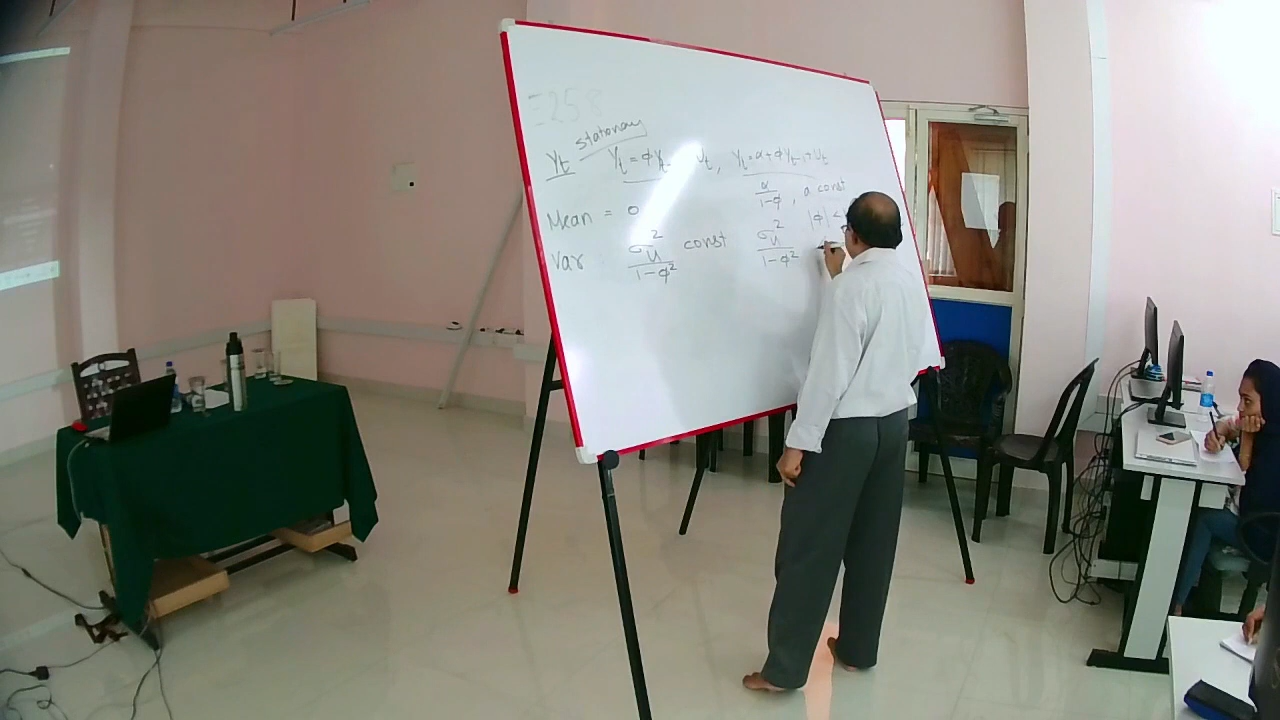 5258
stationary
Yt Yt = φYt Ut, Yt = α + φYt-1 + Ut
α/1-φ, a const
Mean = 0 |φ| <
Var σu²/1-φ² const σu²/1-φ²